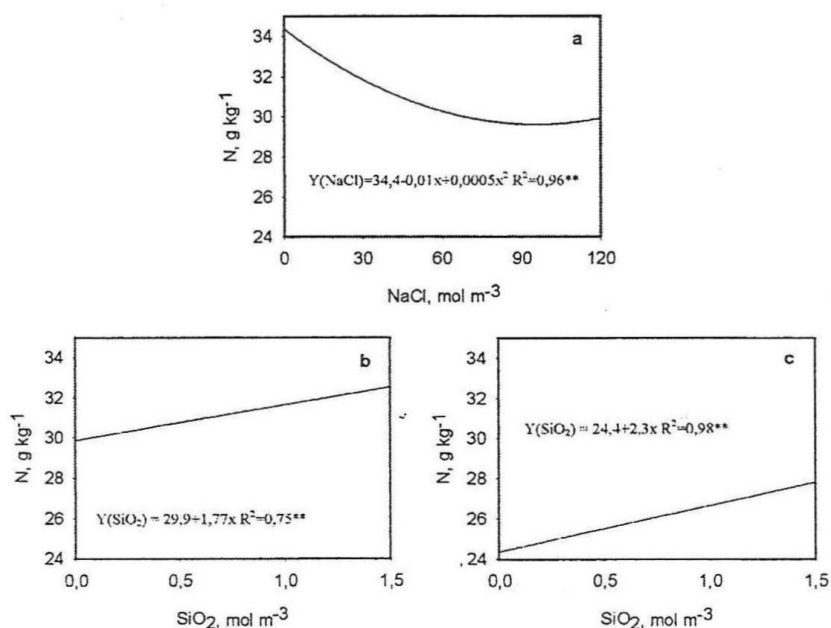 a
34
32
30
28
26
24
N, g kg-1
Y(NaCl)=34,4-0,01x+0,0005x2 R2=0,96**
0 30 60 90 120
NaCl, mol m-3
b
34
32
30
28
26
24
N, g kg-1
Y(SiO2) = 29,9+1,77x R2=0,75**
0,0 0,5 1,0 1,5
SiO2, mol m-3
c
34
32
30
28
26
24
N, g kg-1
Y(SiO2) = 24,4+2,3x R2=0,98**
0,0 0,5 1,0 1,5
SiO2, mol m-3